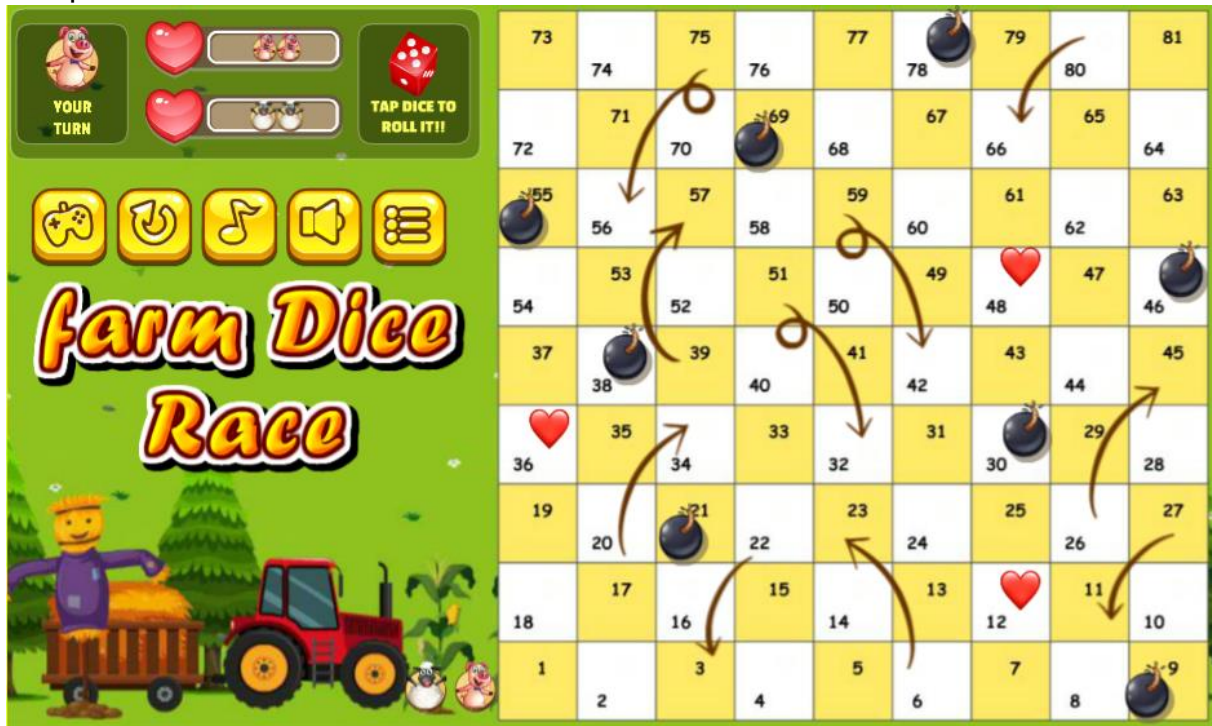 YOUR
TURN
TAP DICE TO
ROLL IT!!
farm Dice
Race
73 74 75 76 77 78 79 80 81
72 71 70 69 68 67 66 65 64
55 56 57 58 59 60 61 62 63
54 53 52 51 50 49 48 47 46
37 38 39 40 41 42 43 44 45
36 35 34 33 32 31 30 29 28
19 20 21 22 23 24 25 26 27
18 17 16 15 14 13 12 11 10
1 2 3 4 5 6 7 8 9